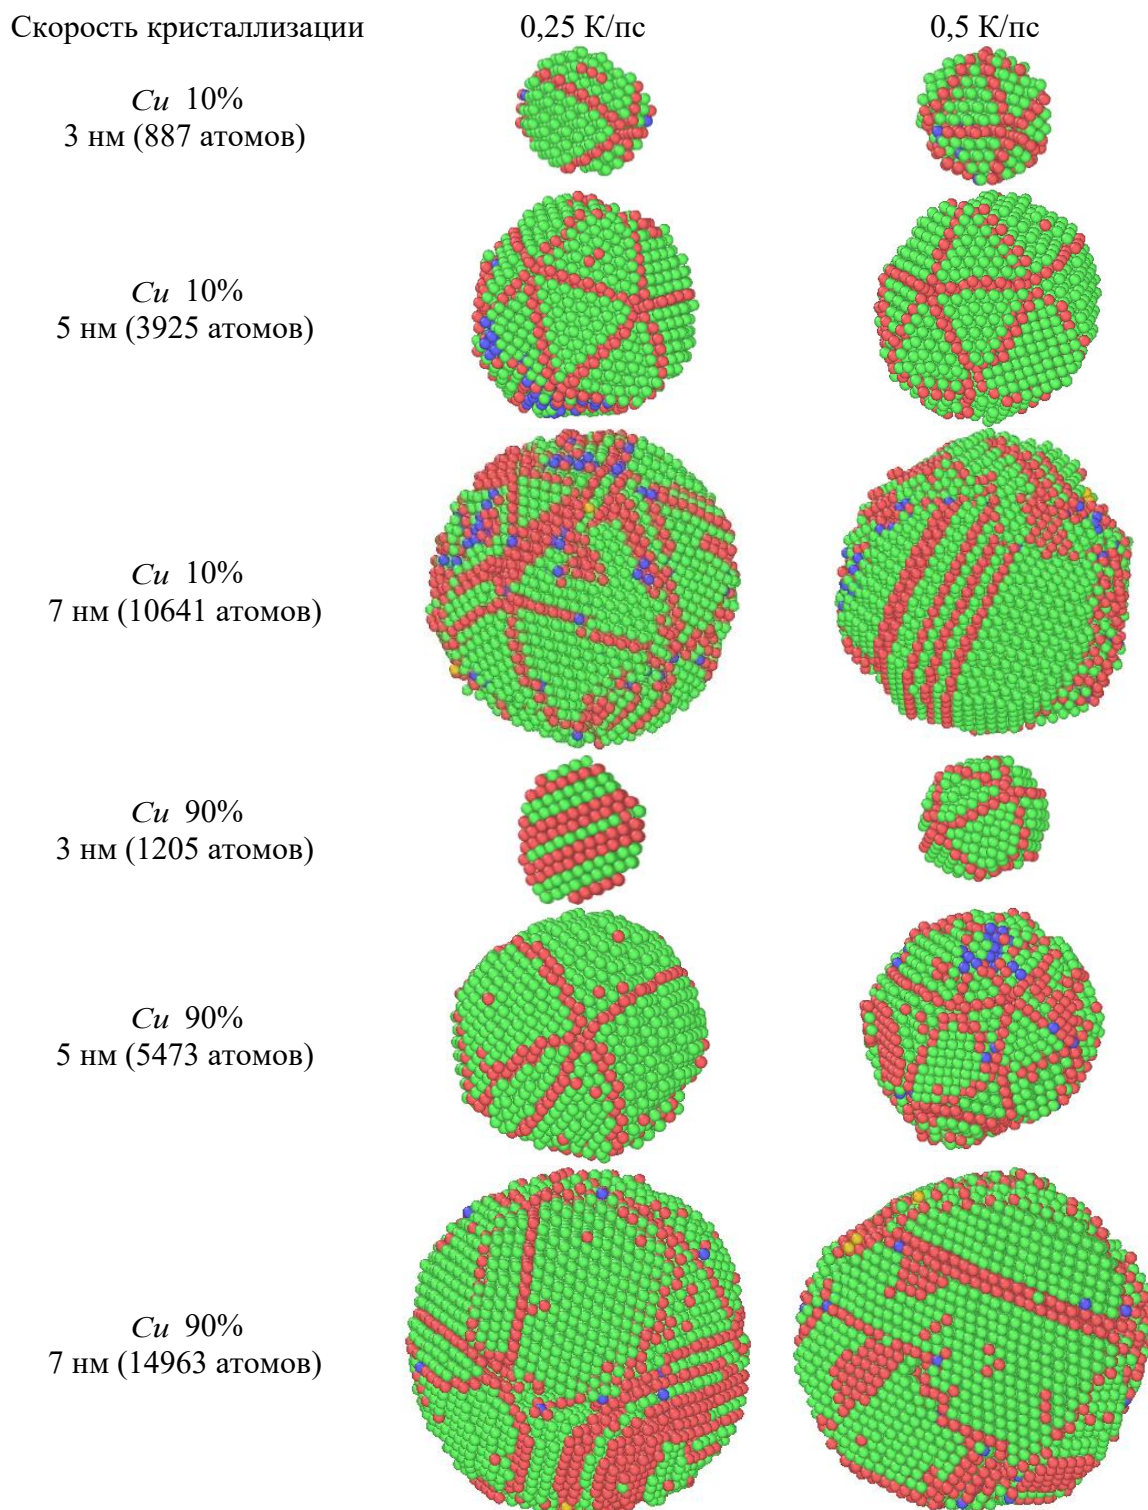 Скорость кристаллизации 0,25 К/пс 0,5 К/пс
Cu 10%
3 нм (887 атомов)
Cu 10%
5 нм (3925 атомов)
Cu 10%
7 нм (10641 атомов)
Cu 90%
3 нм (1205 атомов)
Cu 90%
5 нм (5473 атомов)
Cu 90%
7 нм (14963 атомов)